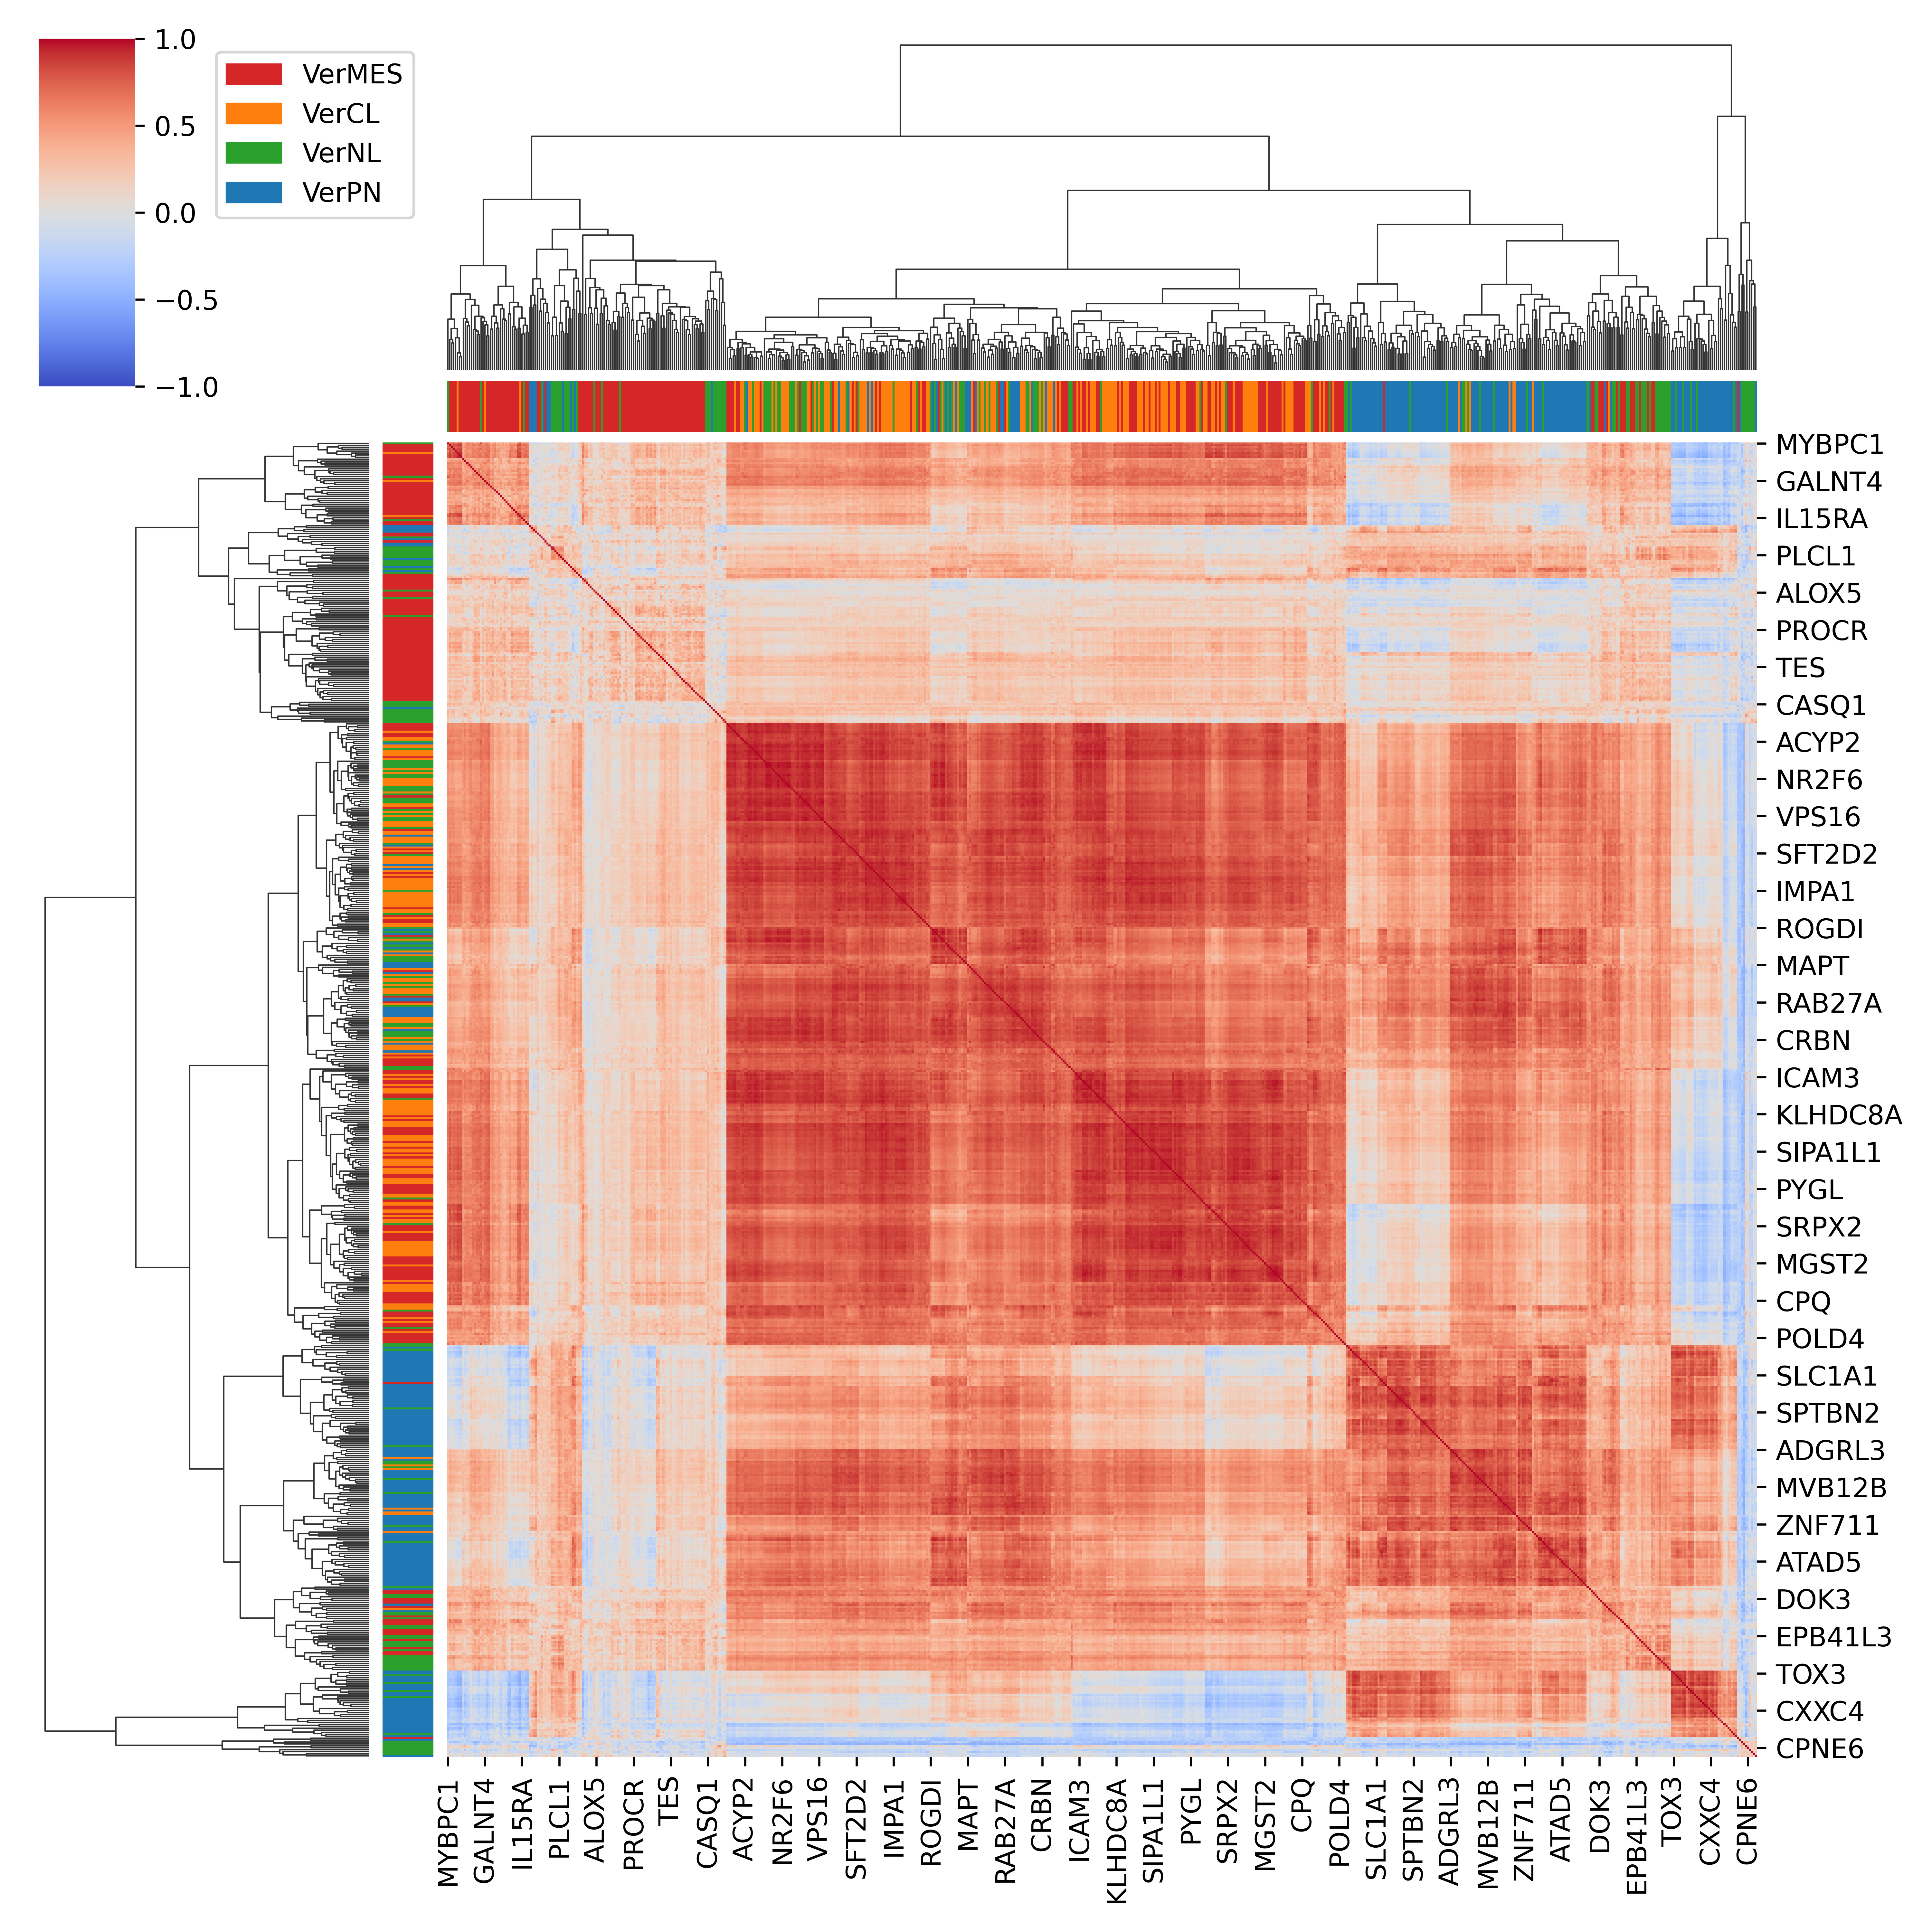 1.0
0.5
0.0
−0.5
−1.0
VerMES
VerCL
VerNL
VerPN
MYBPC1
GALNT4
IL15RA
PLCL1
ALOX5
PROCR
TES
CASQ1
ACYP2
NR2F6
VPS16
SFT2D2
IMPA1
ROGDI
MAPT
RAB27A
CRBN
ICAM3
KLHDC8A
SIPA1L1
PYGL
SRPX2
MGST2
CPQ
POLD4
SLC1A1
SPTBN2
ADGRL3
MVB12B
ZNF711
ATAD5
DOK3
EPB41L3
TOX3
CXXC4
CPNE6
MYBPC1
GALNT4
IL15RA
PLCL1
ALOX5
PROCR
TES
CASQ1
ACYP2
NR2F6
VPS16
SFT2D2
IMPA1
ROGDI
MAPT
RAB27A
CRBN
ICAM3
KLHDC8A
SIPA1L1
PYGL
SRPX2
MGST2
CPQ
POLD4
SLC1A1
SPTBN2
ADGRL3
MVB12B
ZNF711
ATAD5
DOK3
EPB41L3
TOX3
CXXC4
CPNE6